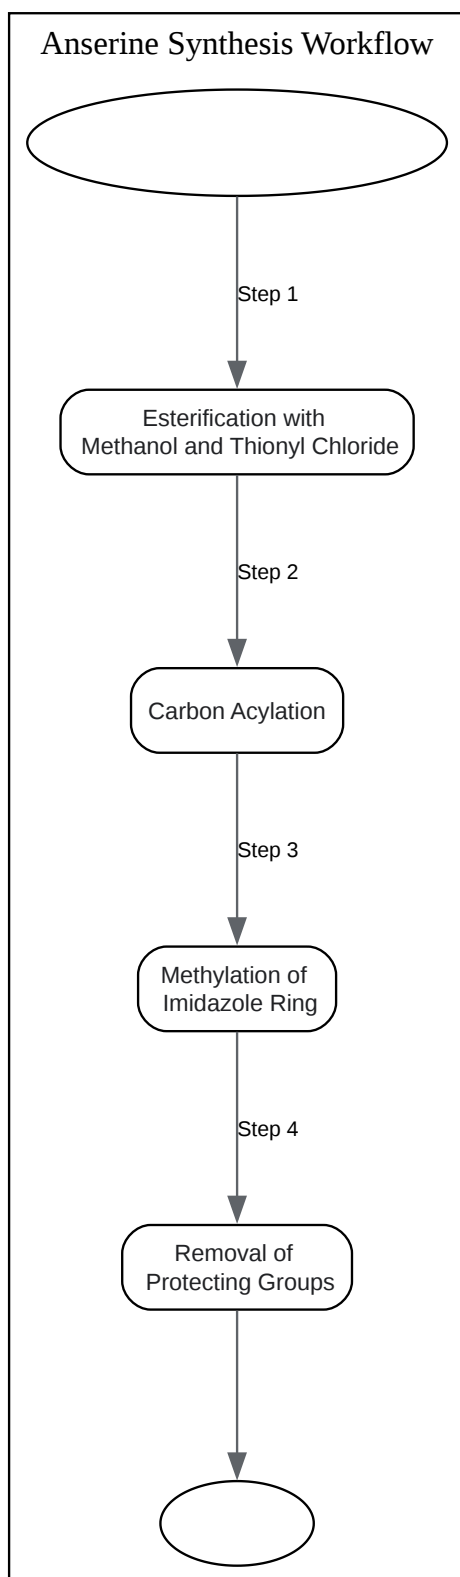 Anserine Synthesis Workflow
Step 1
Esterification with
Methanol and Thionyl Chloride
Step 2
Carbon Acylation
Step 3
Methylation of
Imidazole Ring
Step 4
Removal of
Protecting Groups